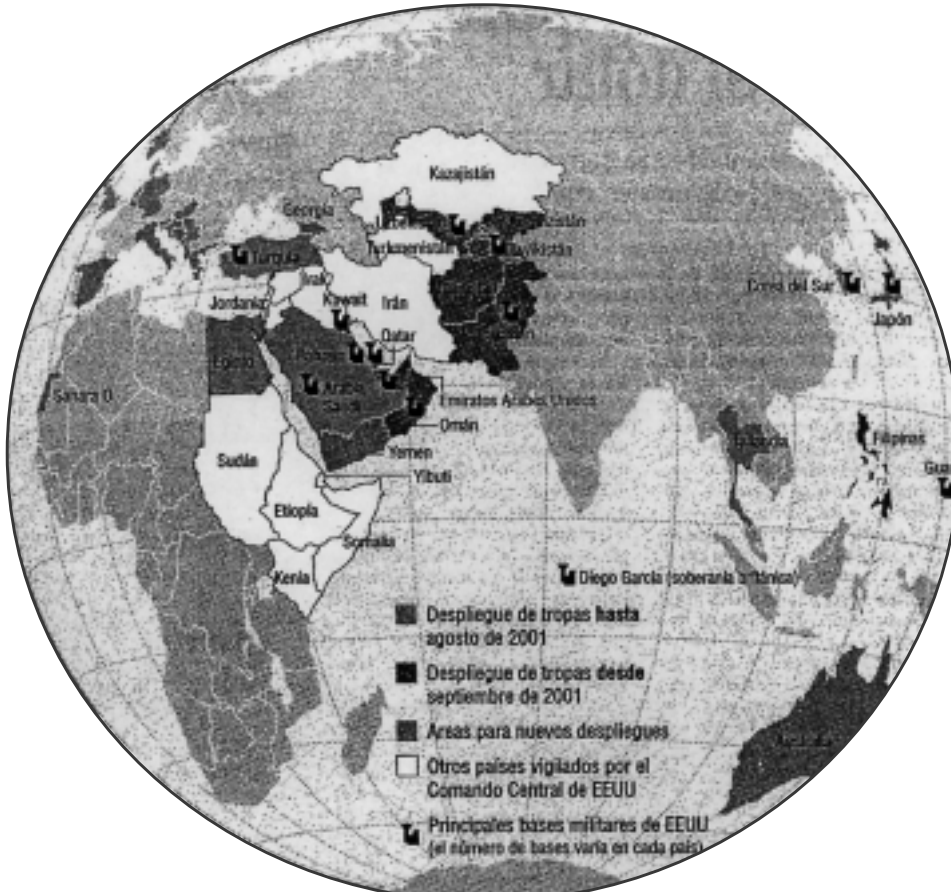 Kazajistán
Georgia
Turkmenistán
Tayikistán
Turquía
Irak
Irán
Jordania
Kuwait
Qatar
Corea del Sur
Japón
Egipto
Sahara O.
Arabia
Emiratos Arabes Unidos
Omán
Yemen
Yibuti
Sudán
Etiopía
Somalia
Kenia
Filipinas
Diego García (soberanía británica)
Despliegue de tropas hasta
agosto de 2001
Despliegue de tropas desde
septiembre de 2001
Areas para nuevos despliegues
Otros países vigilados por el
Comando Central de EEUU
Principales bases militares de EEUU
(el número de bases varía en cada país)